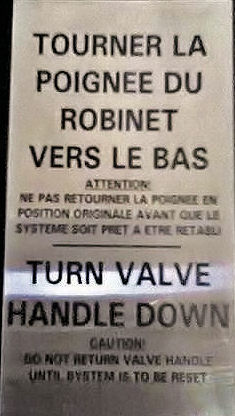 TOURNER LA
POIGNEE DU
ROBINET
VERS LE BAS
ATTENTION!
NE PAS RETOURNER LA POIGNEE EN
POSITION ORIGINALE AVANT QUE LE
SYSTEME SOIT PRET A ETRE RETABLI
TURN VALVE
HANDLE DOWN
CAUTION!
DO NOT RETURN VALVE HANDLE
UNTIL SYSTEM IS TO BE RESET